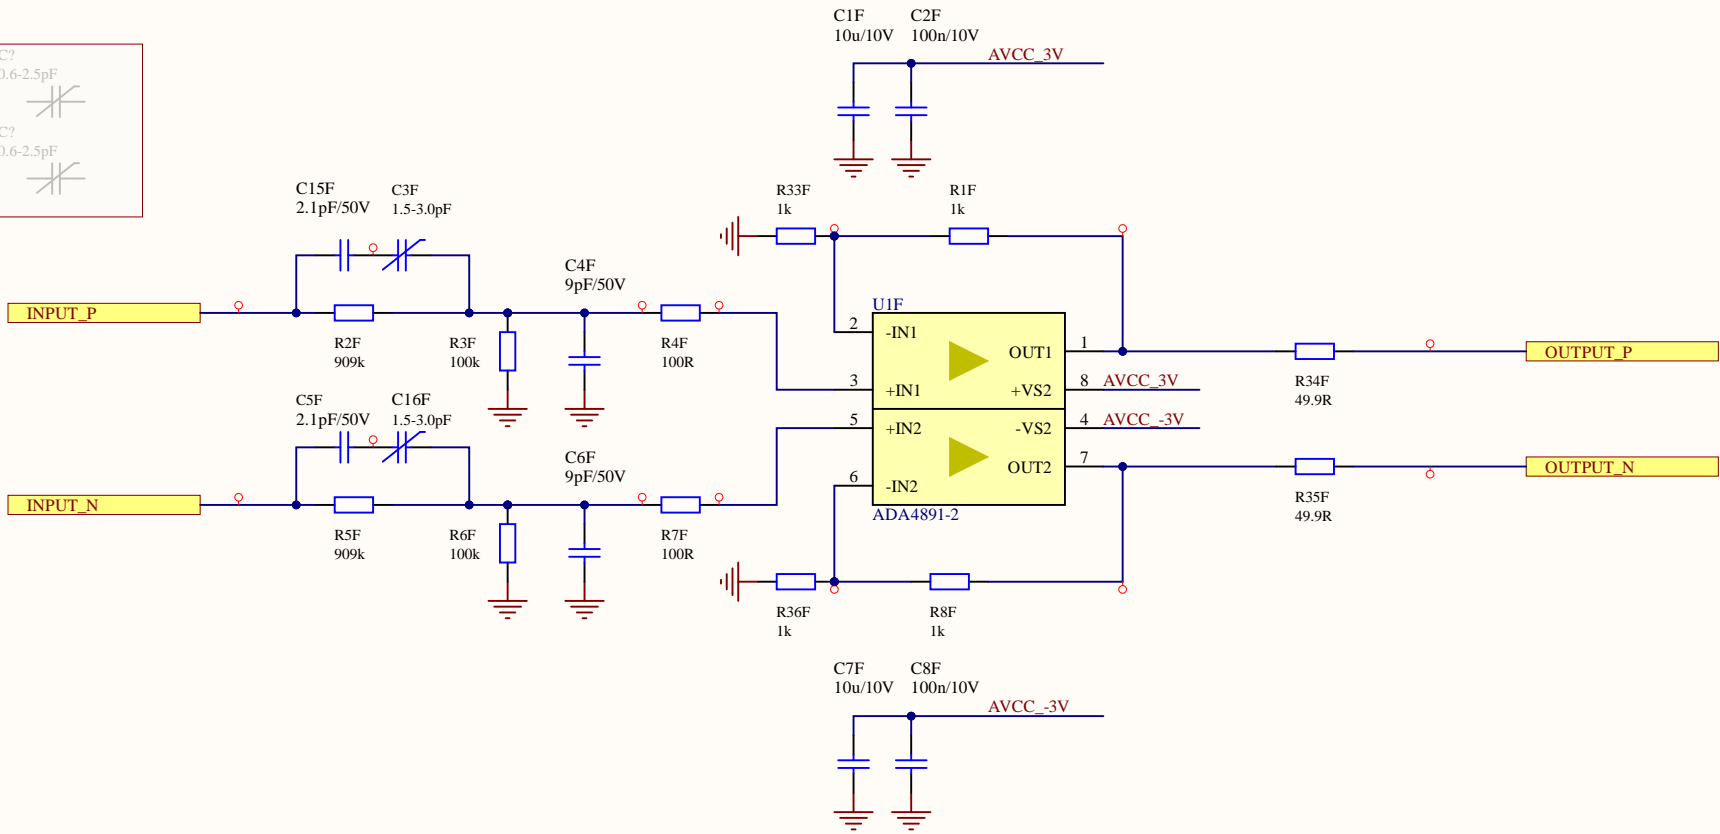 C1F
10u/10V
C2F
100n/10V
AVCC_3V
C?
0.6-2.5pF
C?
0.6-2.5pF
C15F
2.1pF/50V
C3F
1.5-3.0pF
R33F
1k
R1F
1k
C4F
9pF/50V
INPUT_P
R2F
909k
R3F
100k
R4F
100R
U1F
2
-IN1
3
+IN1
5
+IN2
6
-IN2
OUT1
1
+VS2
8
AVCC_3V
-VS2
4
AVCC_-3V
OUT2
7
ADA4891-2
OUTPUT_P
R34F
49.9R
C5F
2.1pF/50V
C16F
1.5-3.0pF
C6F
9pF/50V
INPUT_N
R5F
909k
R6F
100k
R7F
100R
OUTPUT_N
R35F
49.9R
R36F
1k
R8F
1k
C7F
10u/10V
C8F
100n/10V
AVCC_-3V